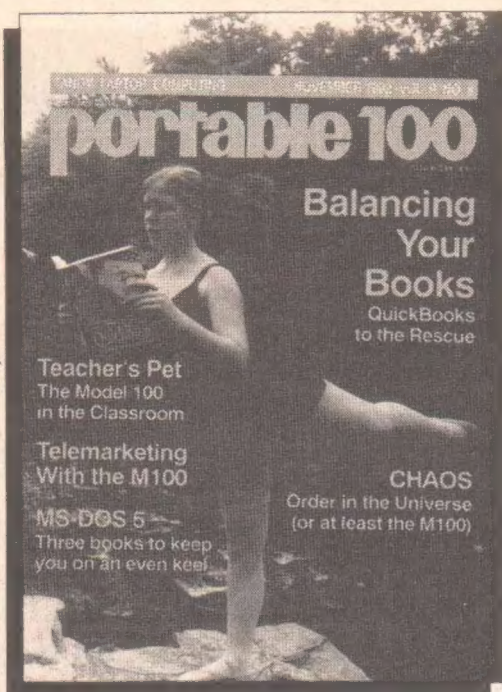 portable 100
Balancing
Your
Books
QuickBooks
to the Rescue
Teacher's Pet
The Model 100
in the Classroom
Telemarketing
With the M100
MS-DOS 5
Three books to keep
you on an even keel
CHAOS
Order in the Universe
(or at least the M100)